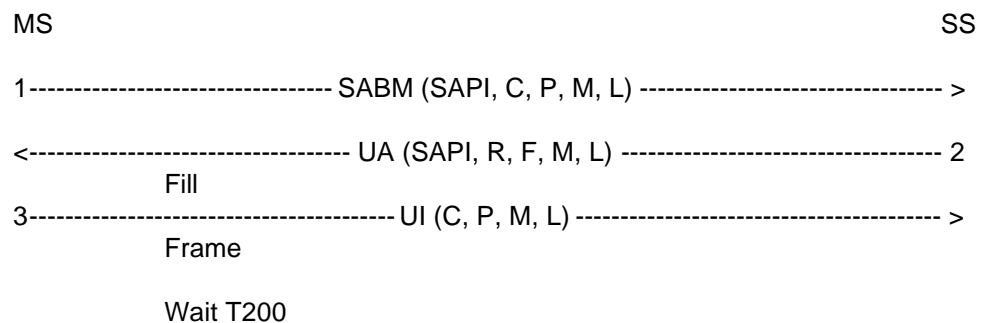 MS SS
1---------------------------------- SABM (SAPI, C, P, M, L) ---------------------------------- >
<------------------------------------ UA (SAPI, R, F, M, L) ------------------------------------ 2
Fill
3----------------------------------------- UI (C, P, M, L) ----------------------------------------- >
Frame
Wait T200